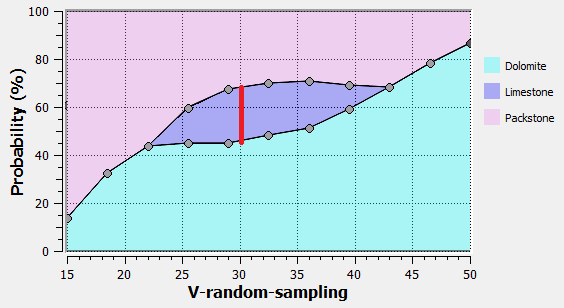 100
80
60
40
20
0
Probability (%)
15 20 25 30 35 40 45 50
V-random-sampling
Dolomite
Limestone
Packstone